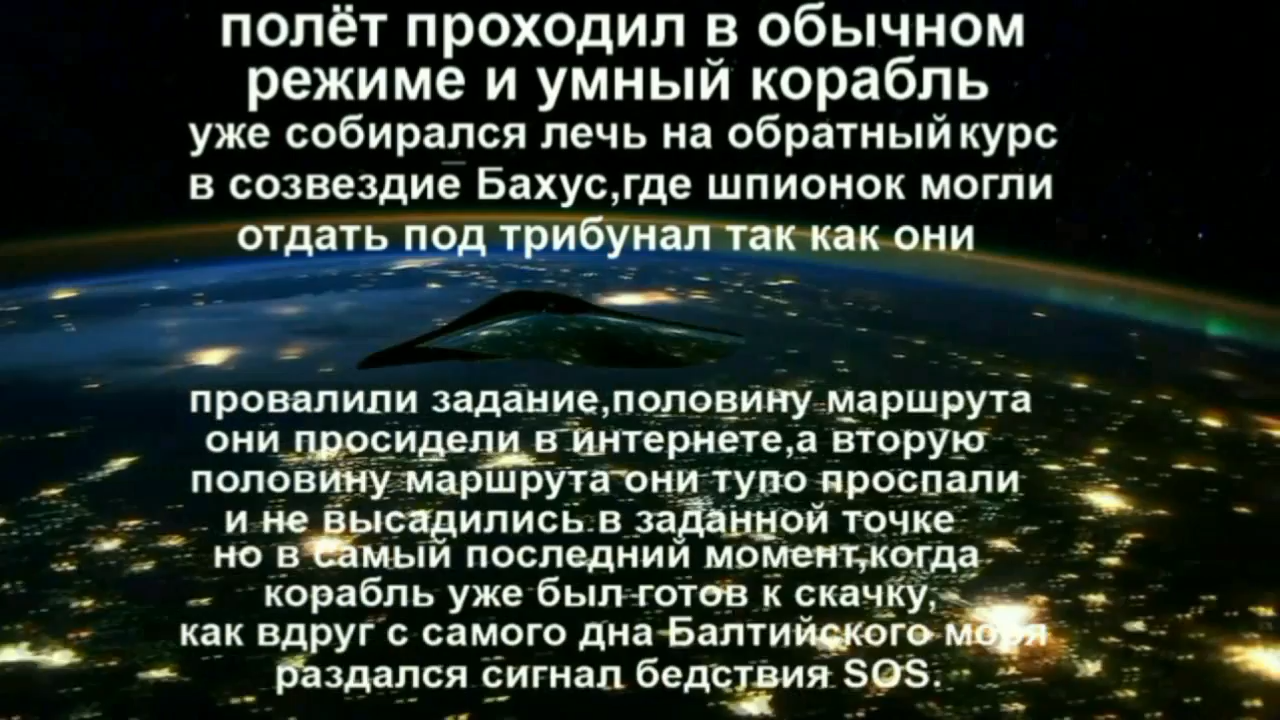 полёт проходил в обычном
режиме и умный корабль
уже собирался лечь на обратный курс
в созвездие Бахус,где шпионок могли
отдать под трибунал так как они
провалили задание,половину маршрута
они просидели в интернете,а вторую
половину маршрута они тупо проспали
и не высадились в заданной точке
но в самый последний момент,когда
корабль уже был готов к скачку,
как вдруг с самого дна Балтийского моря
раздался сигнал бедствия SOS.